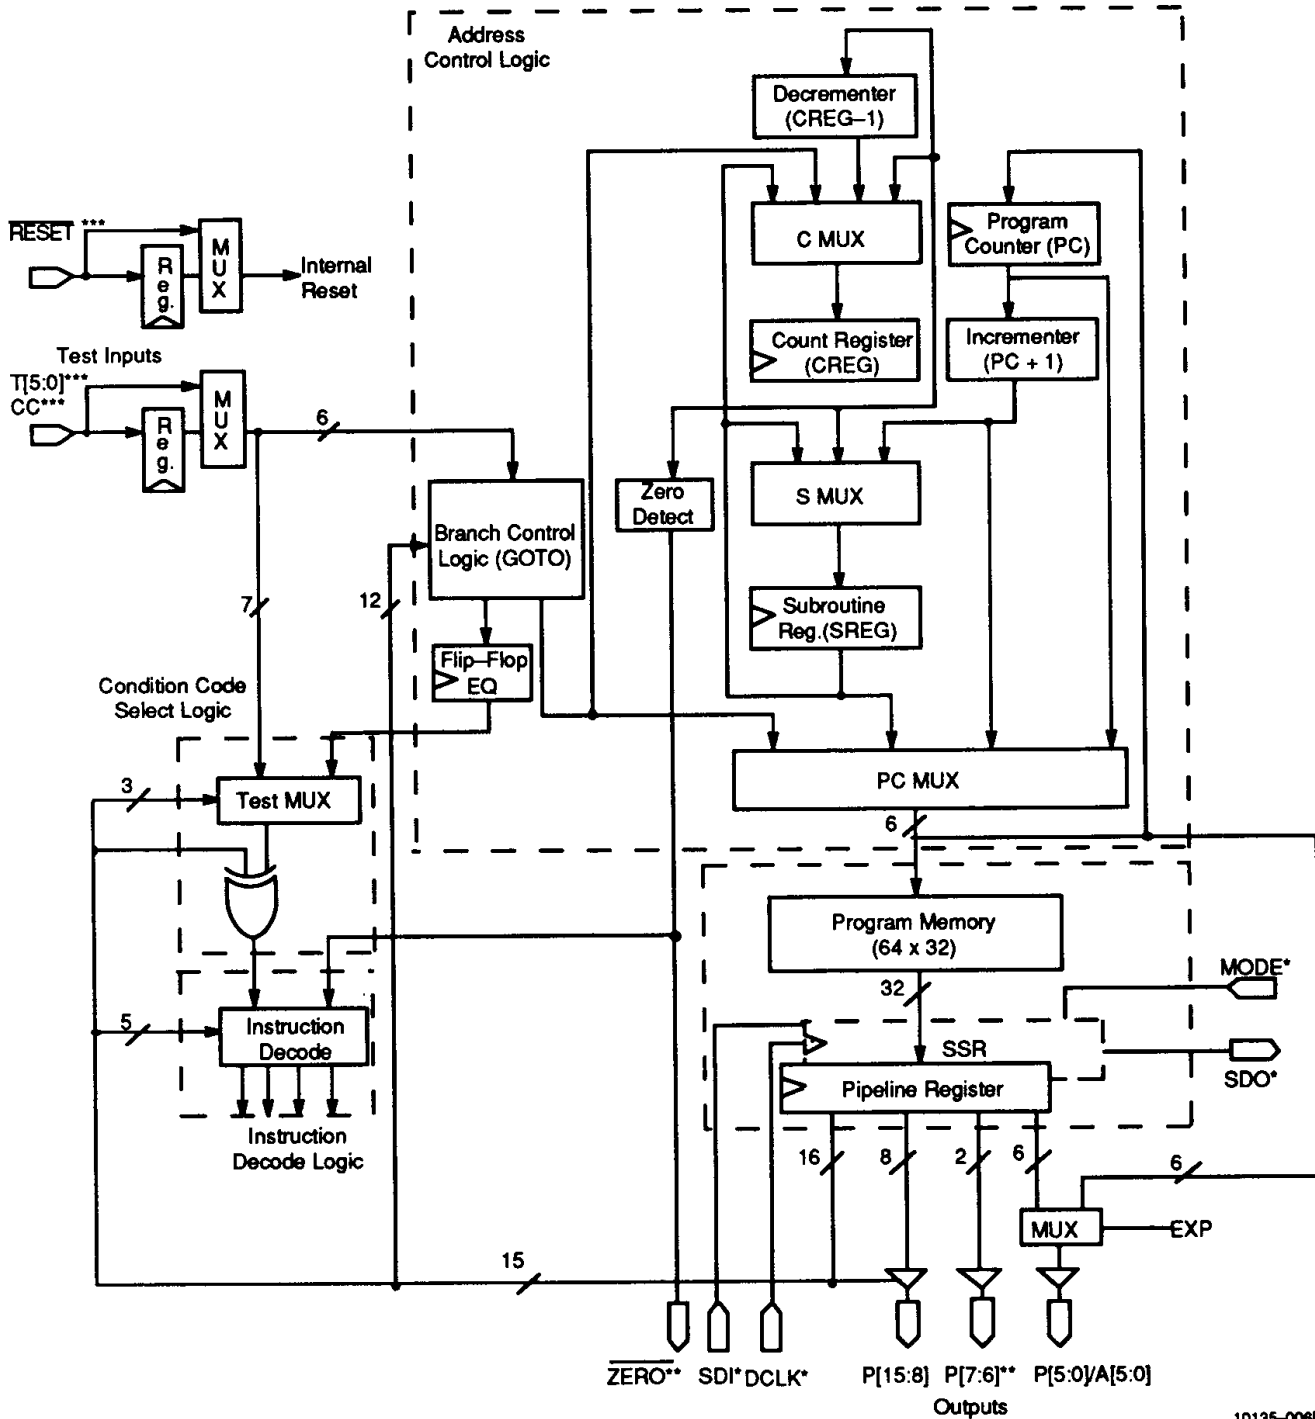 Address
Control Logic
Decrementer
(CREG–1)
RESET ***
Reg.
MUX
Internal
Reset
C MUX
Program
Counter (PC)
Test Inputs
T[5:0]***
CC***
Reg.
MUX
6
Count Register
(CREG)
Incrementer
(PC + 1)
Zero
Detect
S MUX
Branch Control
Logic (GOTO)
7
12
Subroutine
Reg.(SREG)
Flip–Flop
EQ
Condition Code
Select Logic
3
Test MUX
PC MUX
6
Program Memory
(64 x 32)
32
MODE*
5
Instruction
Decode
SSR
SDO*
Pipeline Register
Instruction
Decode Logic
16
8
2
6
6
MUX
EXP
15
ZERO**
SDI*
DCLK*
P[15:8]
P[7:6]**
P[5:0]/A[5:0]
Outputs